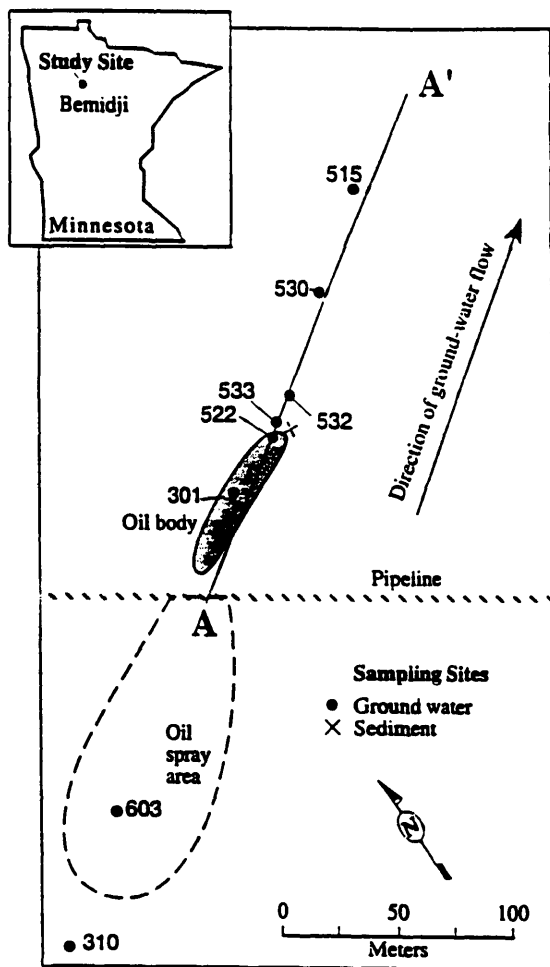 Study Site
Bemidji
Minnesota
A'
515
530
Direction of ground-water flow
533
532
522
301
Oil body
Pipeline
A
Sampling Sites
Ground water
Sediment
Oil
spray
area
603
N
310
0 50 100
Meters